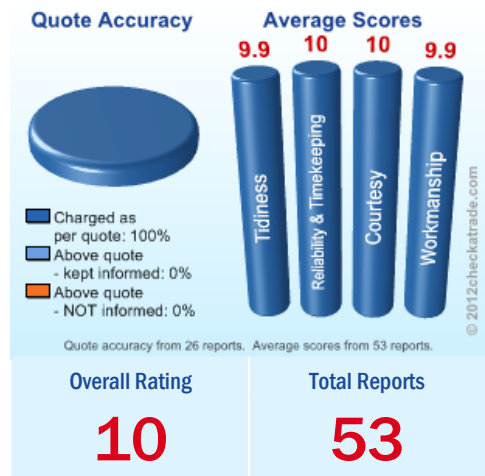 Quote Accuracy
Average Scores
9.9
10
10
9.9
Tidiness
Reliability & Timekeeping
Courtesy
Workmanship
Charged as
per quote: 100%
Above quote
- kept informed: 0%
Above quote
- NOT informed: 0%
© 2012checkatrade.com
Quote accuracy from 26 reports. Average scores from 53 reports.
Overall Rating
10
Total Reports
53